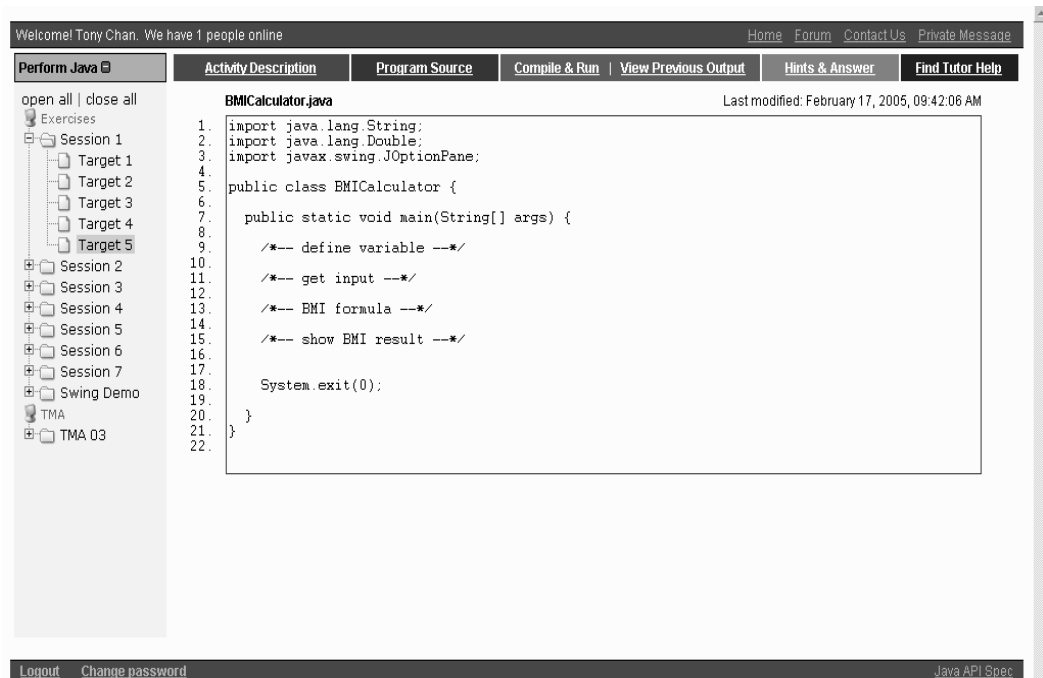 Welcome! Tony Chan. We have 1 people online
Home Forum Contact Us Private Message
Perform Java
Activity Description
Program Source
Compile & Run | View Previous Output
Hints & Answer
Find Tutor Help
open all | close all
Exercises
Session 1
Target 1
Target 2
Target 3
Target 4
Target 5
Session 2
Session 3
Session 4
Session 5
Session 6
Session 7
Swing Demo
TMA
TMA 03
BMICalculator.java
Last modified: February 17, 2005, 09:42:06 AM
1. import java.lang.String;
2. import java.lang.Double;
3. import javax.swing.JOptionPane;
4.
5. public class BMICalculator {
6.
7. public static void main(String[] args) {
8.
9. /*-- define variable --*/
10.
11. /*-- get input --*/
12.
13. /*-- BMI formula --*/
14.
15. /*-- show BMI result --*/
16.
17.
18. System.exit(0);
19.
20. }
21. }
22.
Logout Change password
Java API Spec